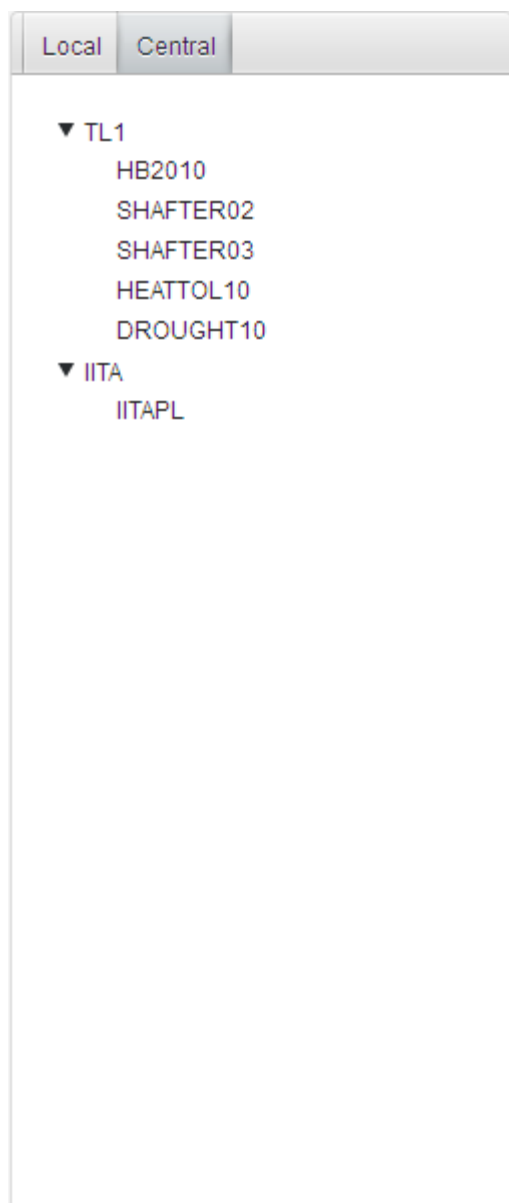 Local Central
TL1
HB2010
SHAFTER02
SHAFTER03
HEATTOL10
DROUGHT10
IITA
IITAPL